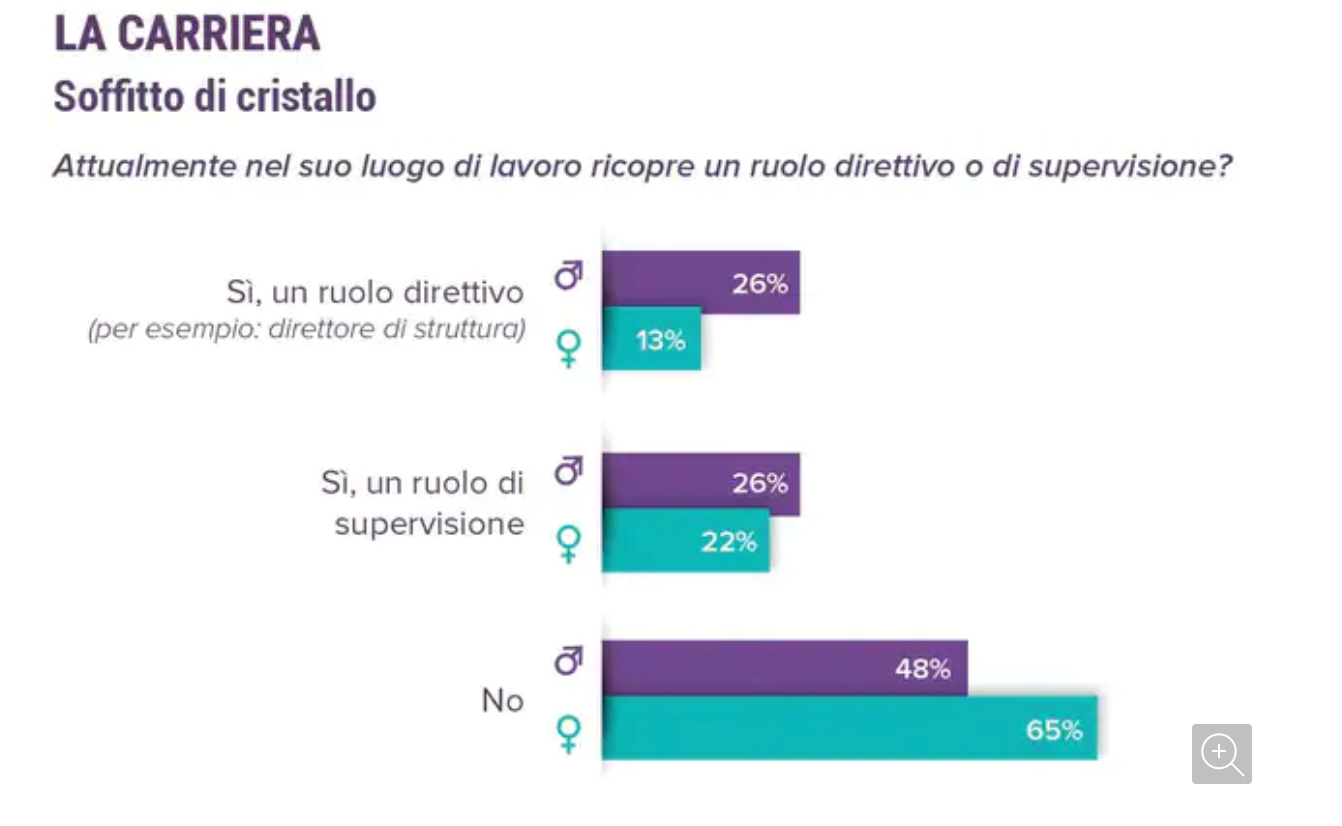 LA CARRIERA
Soffitto di cristallo
Attualmente nel suo luogo di lavoro ricopre un ruolo direttivo o di supervisione?
Sì, un ruolo direttivo
(per esempio: direttore di struttura)
26%
13%
Sì, un ruolo di
supervisione
26%
22%
No
48%
65%